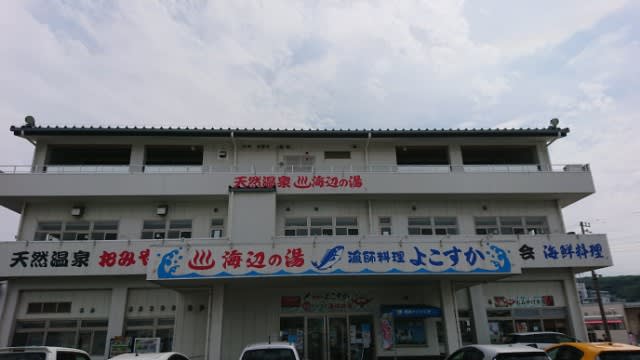 天然温泉 ♨ 海辺の湯
天然温泉 おみや
♨ 海辺の湯 漁師料理 よこすか
会 海鮮料理